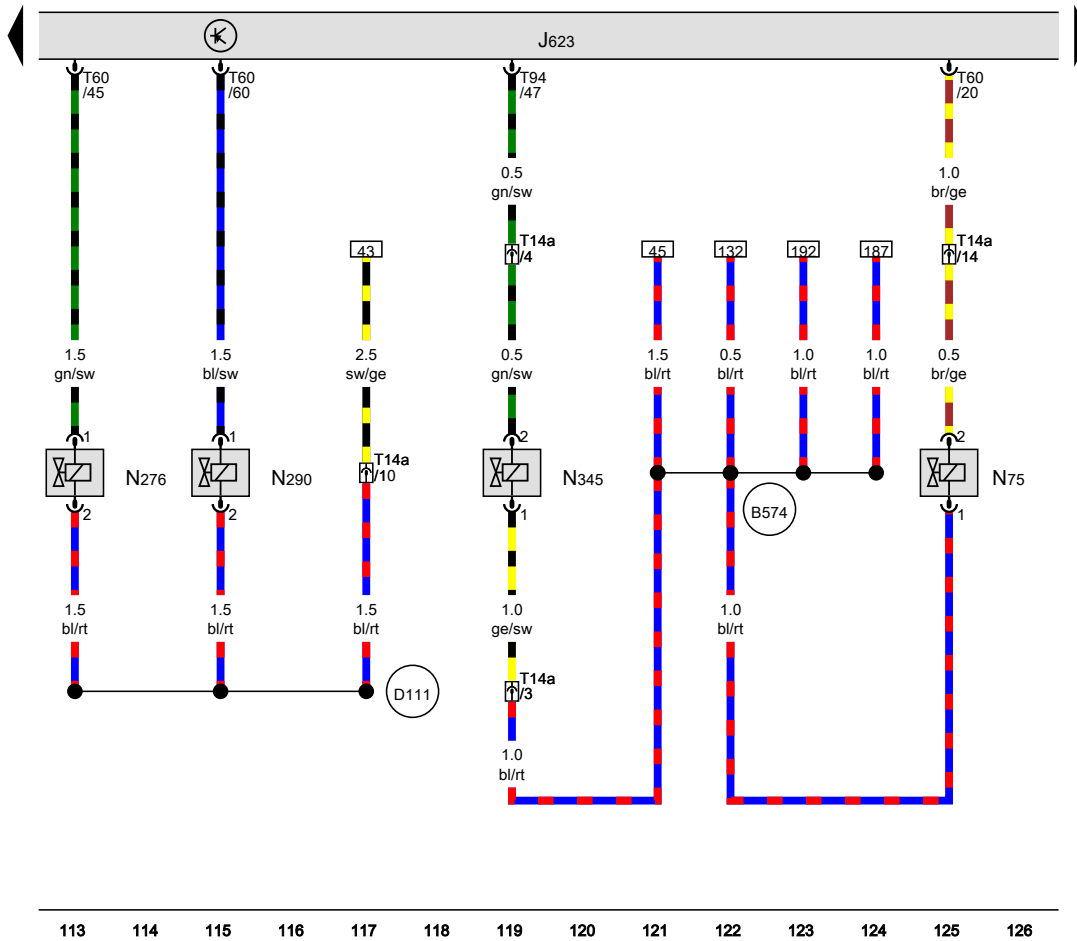 J623
T60
/45
T60
/60
T94
/47
T60
/20
0.5
gn/sw
1.0
br/ge
43
T14a
/4
45
132
192
187
T14a
/14
1.5
gn/sw
1.5
bl/sw
2.5
sw/ge
0.5
gn/sw
1.5
bl/rt
0.5
bl/rt
1.0
bl/rt
1.0
bl/rt
0.5
br/ge
1
1
2
2
N276
N290
T14a
/10
N345
N75
B574
2
2
1
1
1.5
bl/rt
1.5
bl/rt
1.5
bl/rt
1.0
ge/sw
1.0
bl/rt
D111
T14a
/3
1.0
bl/rt
113 114 115 116 117 118 119 120 121 122 123 124 125 126